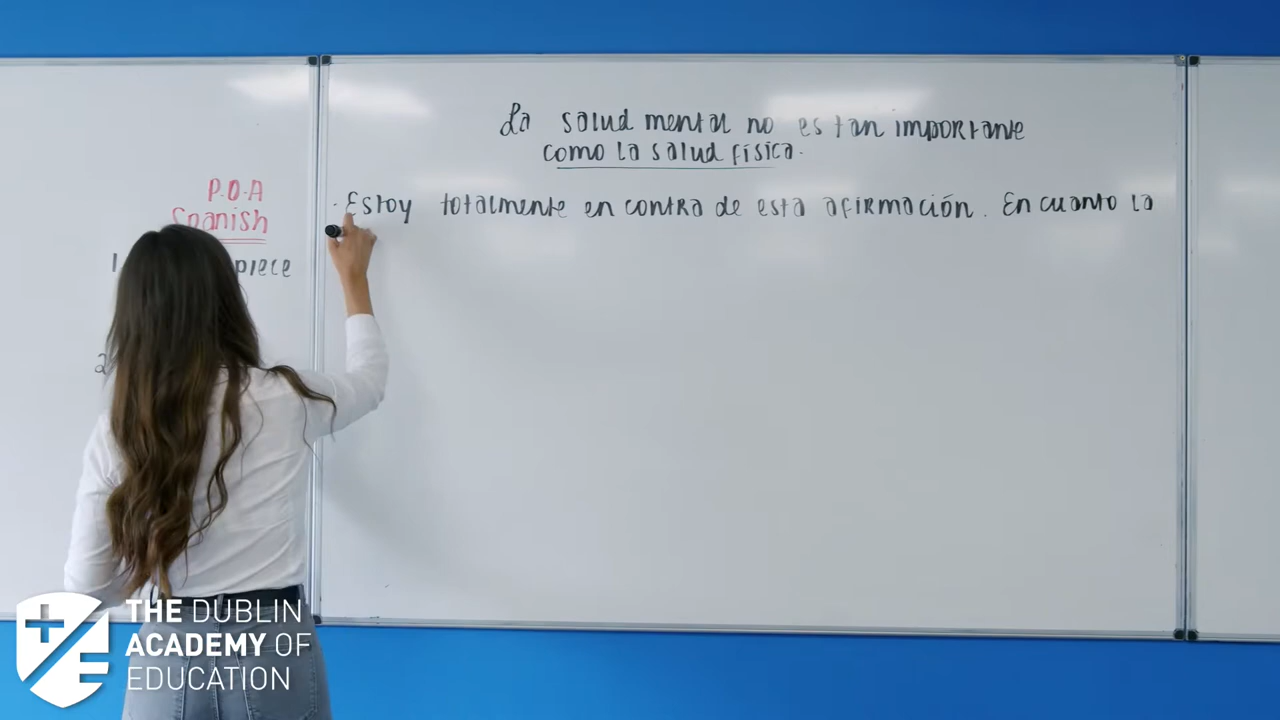 La salud mental no es tan importante
como la salud física.
P.O.A
Spanish
piece
Estoy totalmente en contra de esta afirmación. En cuanto la
THE DUBLIN
ACADEMY OF
EDUCATION